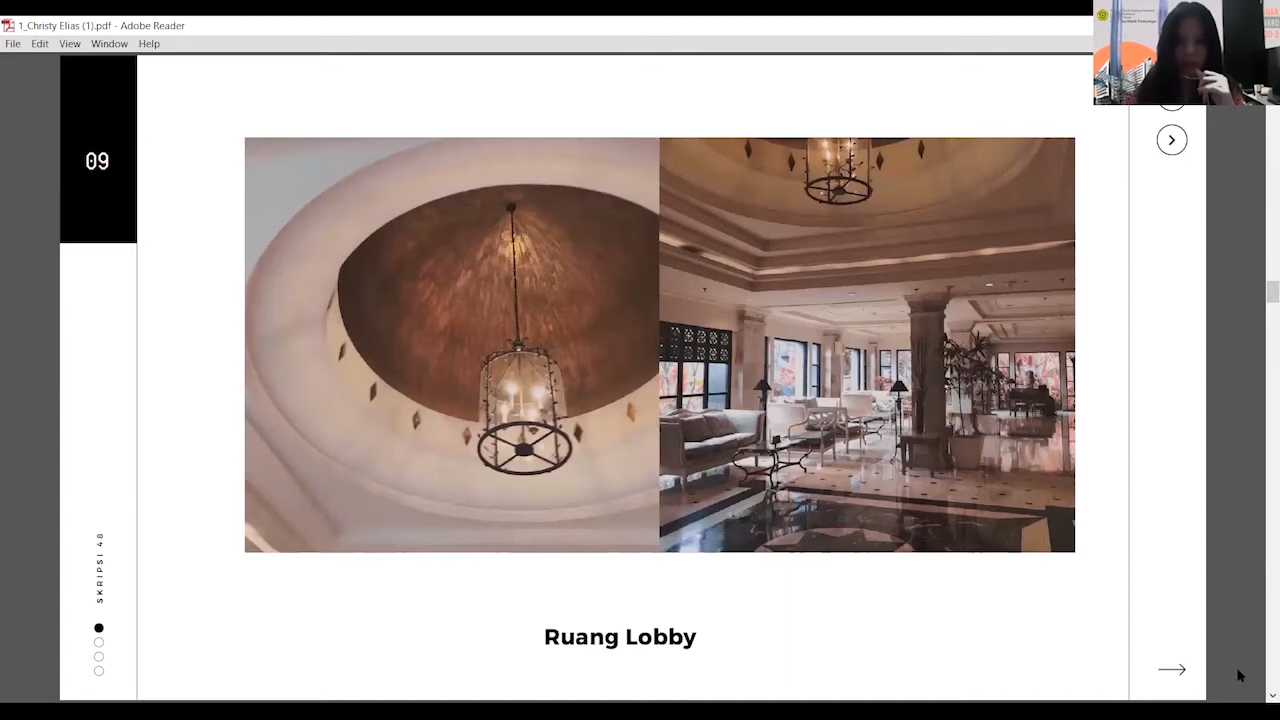 1_Christy Elias (1).pdf - Adobe Reader
File Edit View Window Help
09
SKRIPSI 48
Ruang Lobby